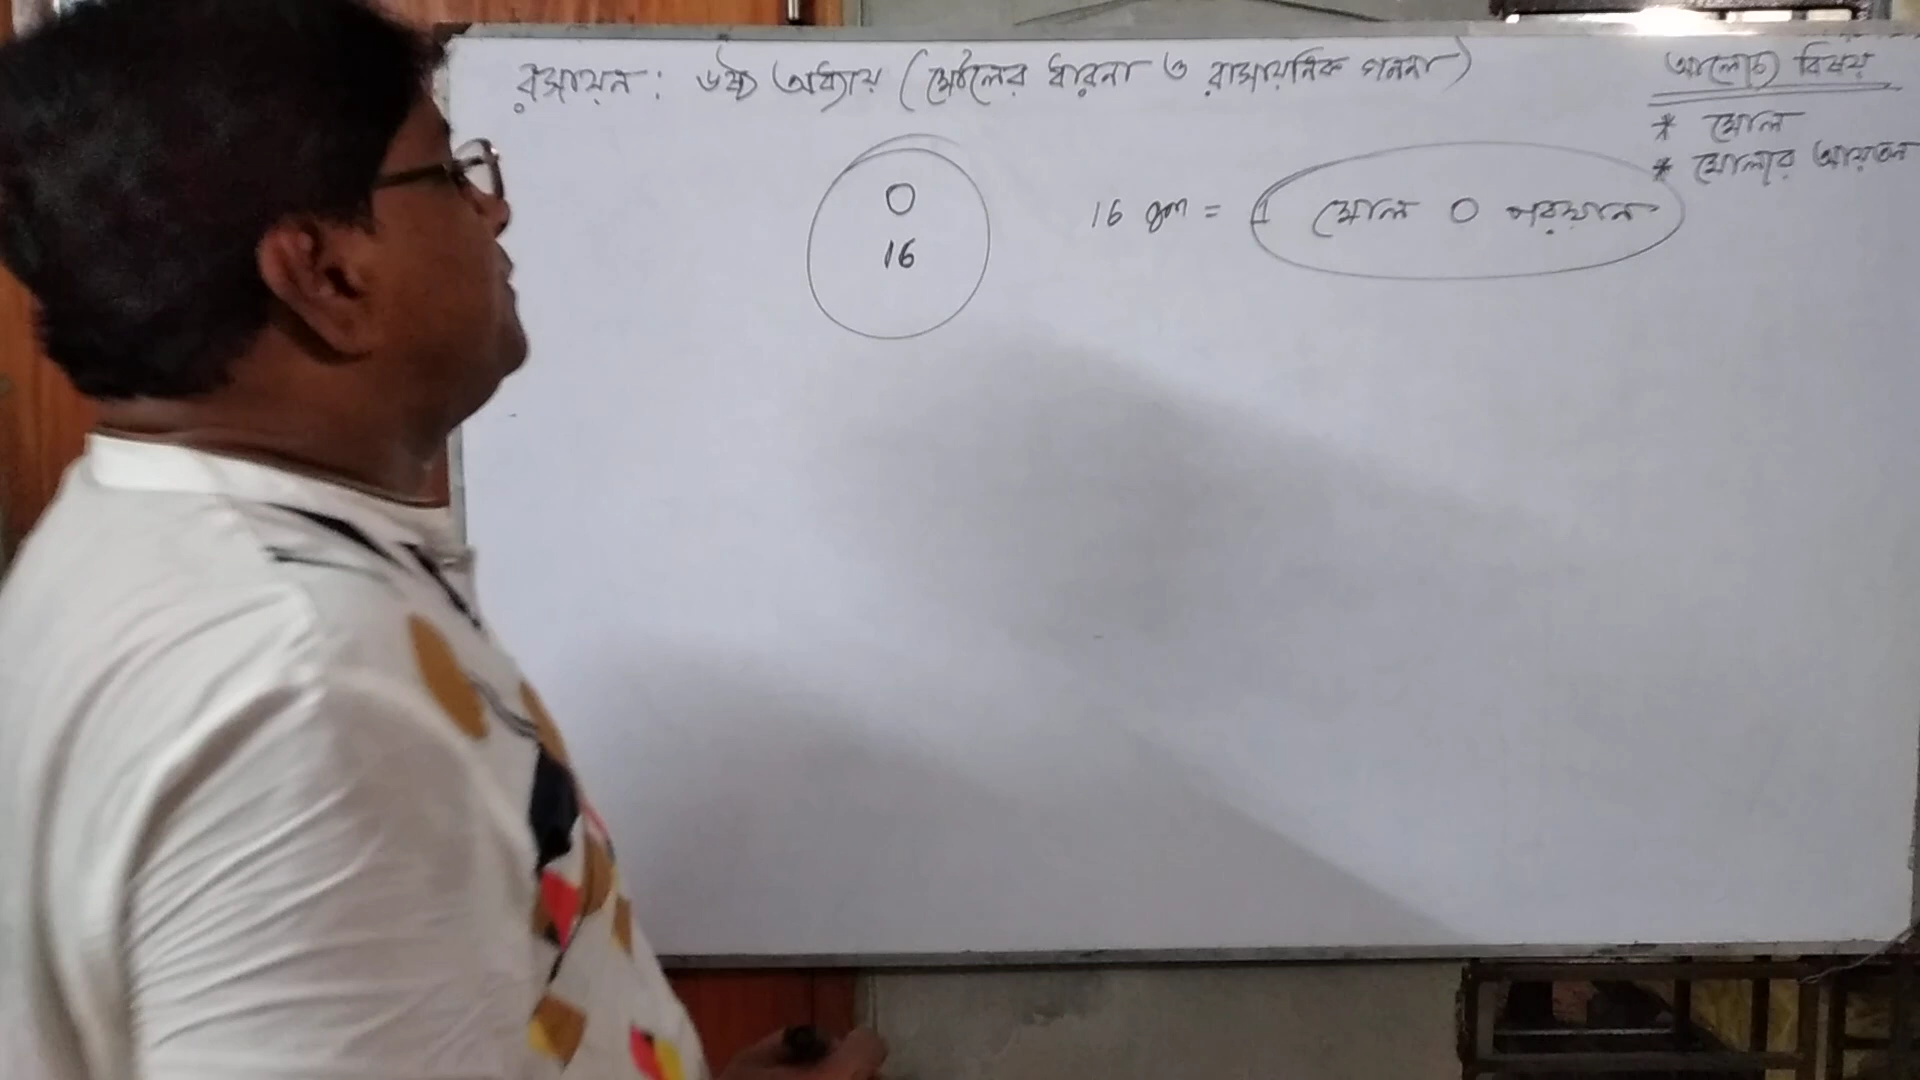 রসায়ন : ৬ষ্ঠ অধ্যায় (মৌলের ধারনা ও রাসায়নিক গননা)
আলোচ্য বিষয়
* মোল
* মোলার আয়তন
O
16
16 gm = 1 মোল O পরমানু